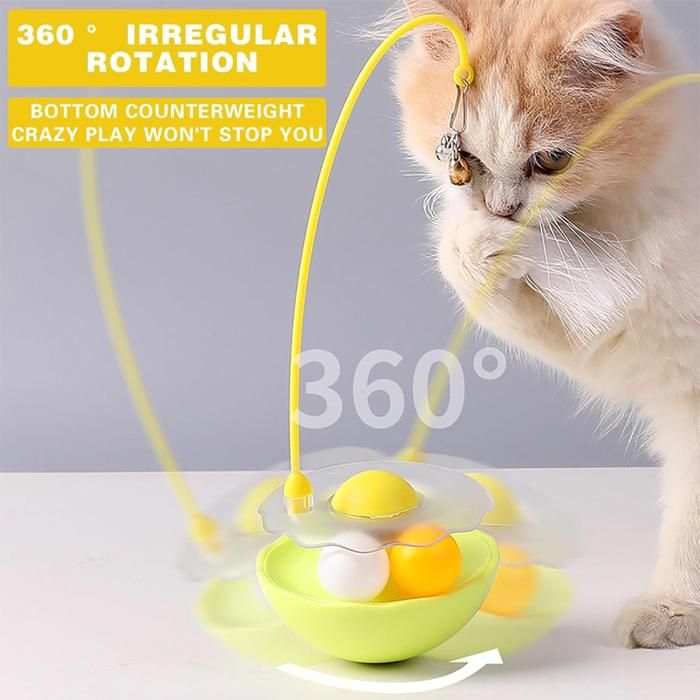 360 ° IRREGULAR
ROTATION
BOTTOM COUNTERWEIGHT
CRAZY PLAY WON'T STOP YOU
360°